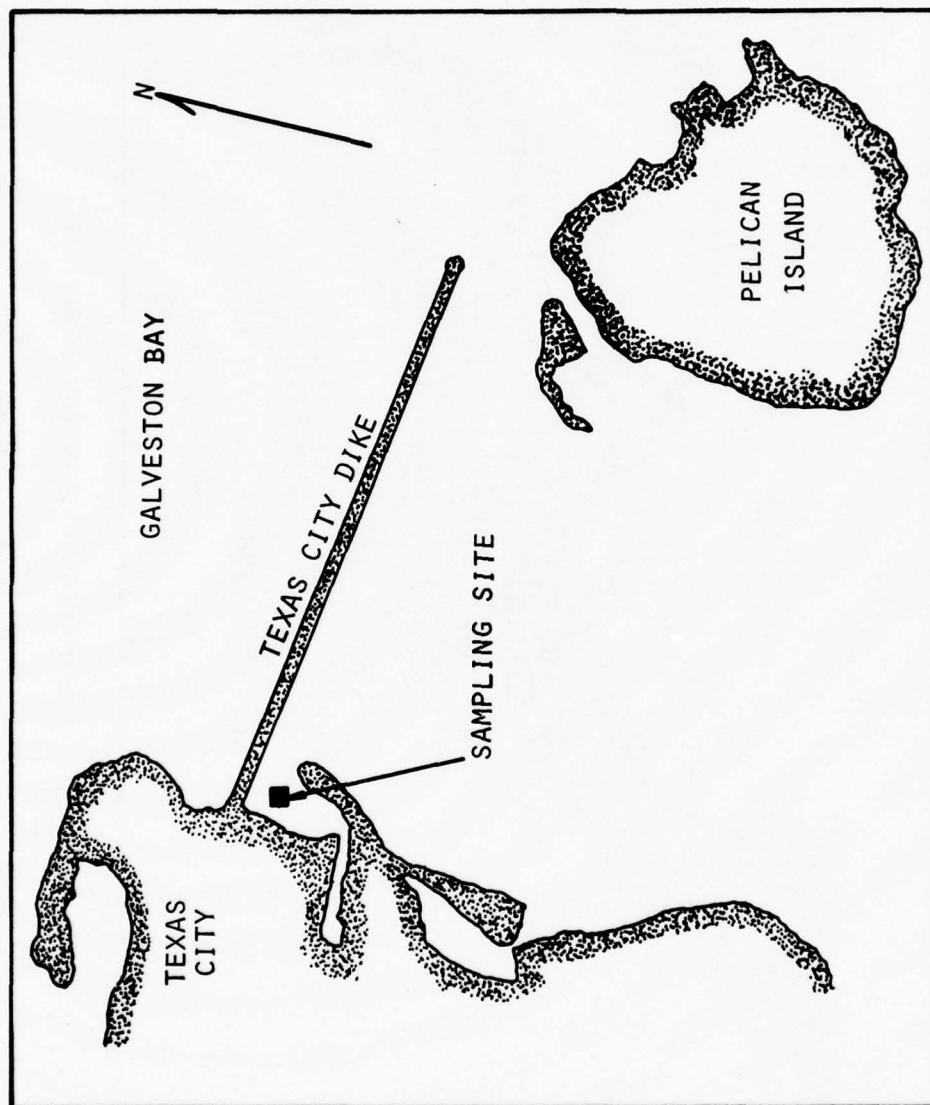 N
GALVESTON BAY
TEXAS CITY DIKE
SAMPLING SITE
TEXAS
CITY
PELICAN
ISLAND